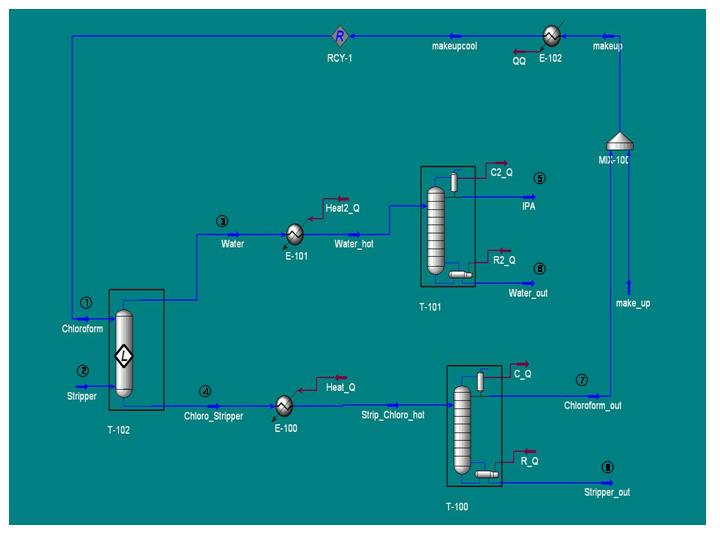 R
RCY-1
makeupcool
QQ
E-102
makeup
MIX-100
C2_Q
⑤
IPA
Heat2_Q
③
Water
E-101
Water_hot
R2_Q
⑥
Water_out
T-101
make_up
①
Chloroform
L
②
Stripper
④
Chloro_Stripper
T-102
Heat_Q
E-100
Strip_Chloro_hot
C_Q
⑦
Chloroform_out
R_Q
⑧
Stripper_out
T-100